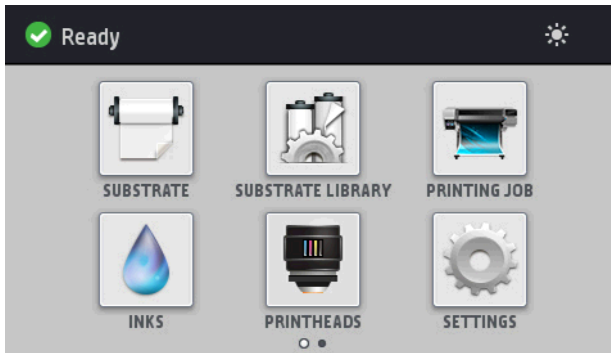 Ready
SUBSTRATE
SUBSTRATE LIBRARY
PRINTING JOB
INKS
PRINTHEADS
SETTINGS